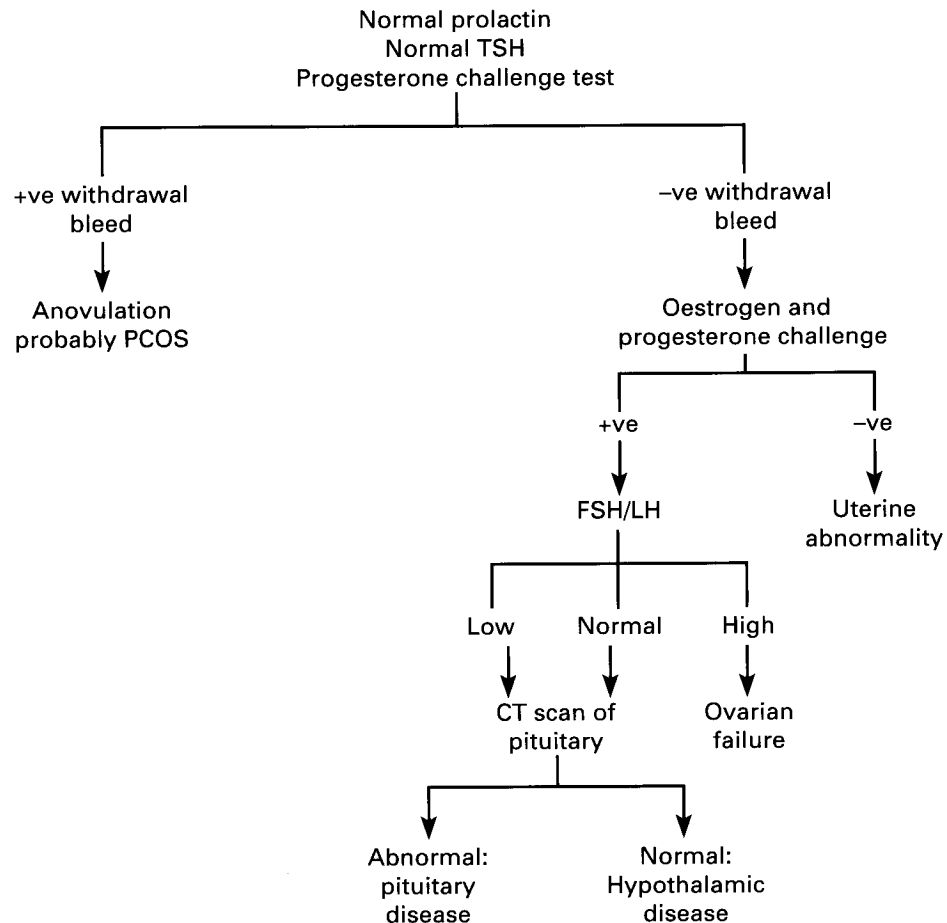 Normal prolactin
Normal TSH
Progesterone challenge test
+ve withdrawal
bleed
–ve withdrawal
bleed
Anovulation
probably PCOS
Oestrogen and
progesterone challenge
+ve
–ve
FSH/LH
Uterine
abnormality
Low
Normal
High
CT scan of
pituitary
Ovarian
failure
Abnormal:
pituitary
disease
Normal:
Hypothalamic
disease